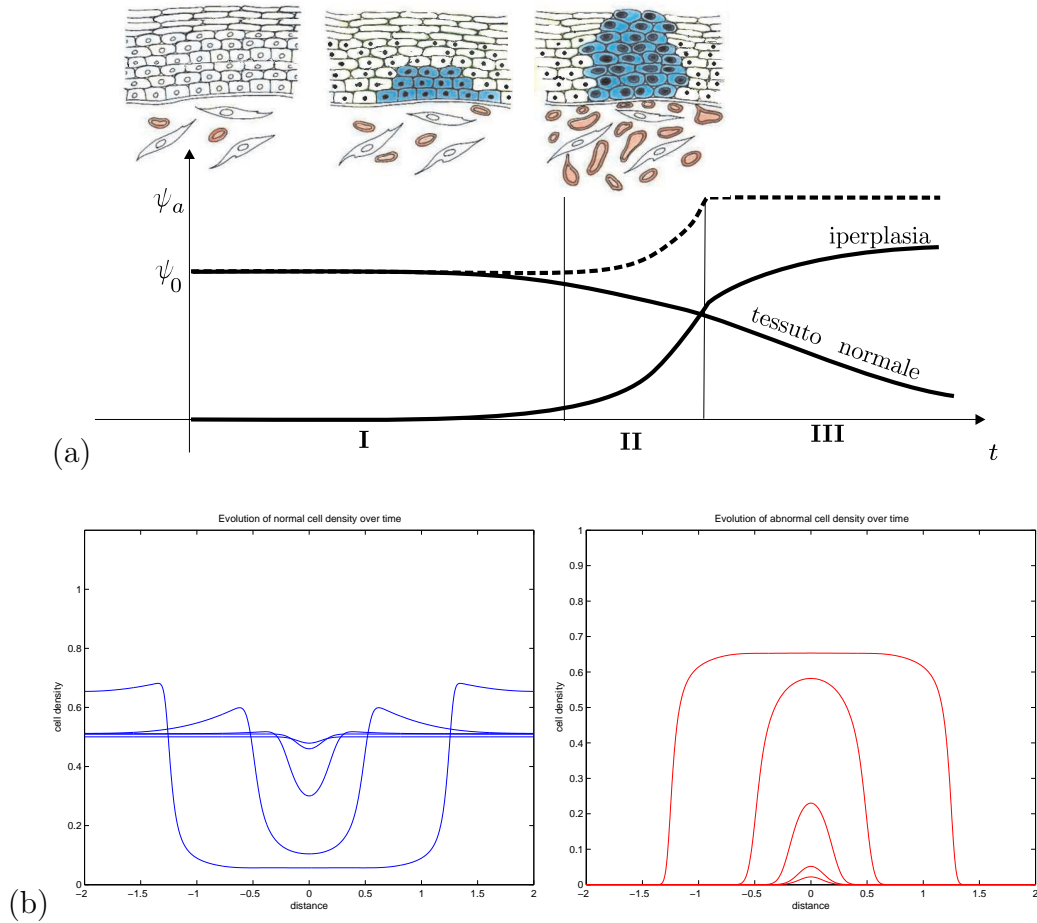 ψa
iperplasia
ψ0
tessuto normale
I
II
III
(a)
t
Evolution of normal cell density over time
1
0.8
0.6
0.4
0.2
0
cell density
−2
−1.5
−1
−0.5
0
0.5
1
1.5
2
distance
Evolution of abnormal cell density over time
1
0.9
0.8
0.7
0.6
0.5
0.4
0.3
0.2
0.1
0
cell density
−2
−1.5
−1
−0.5
0
0.5
1
1.5
2
distance
(b)